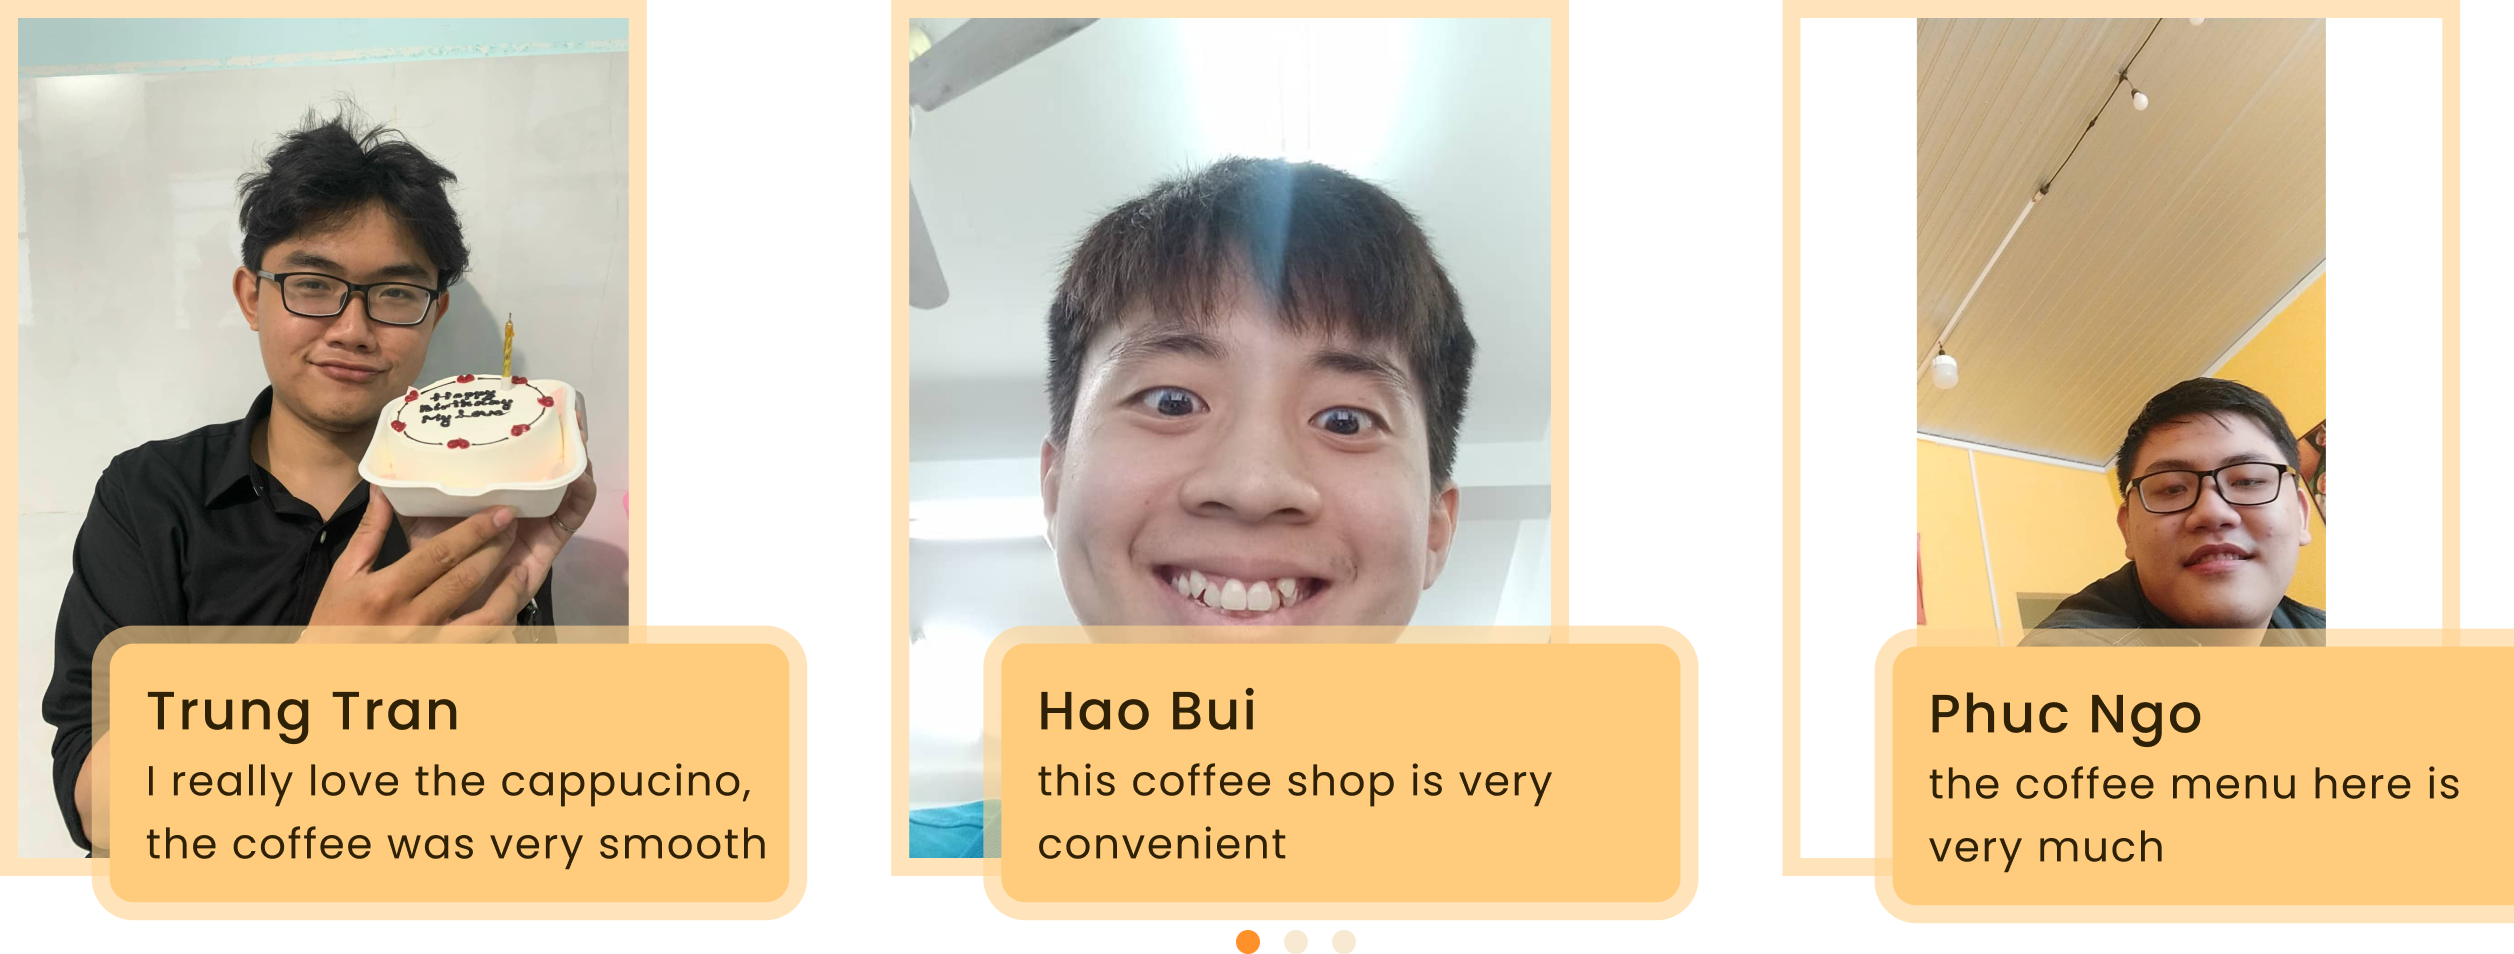 Happy
Birthday
My Love
Trung Tran
I really love the cappucino,
the coffee was very smooth
Hao Bui
this coffee shop is very
convenient
Phuc Ngo
the coffee menu here is
very much